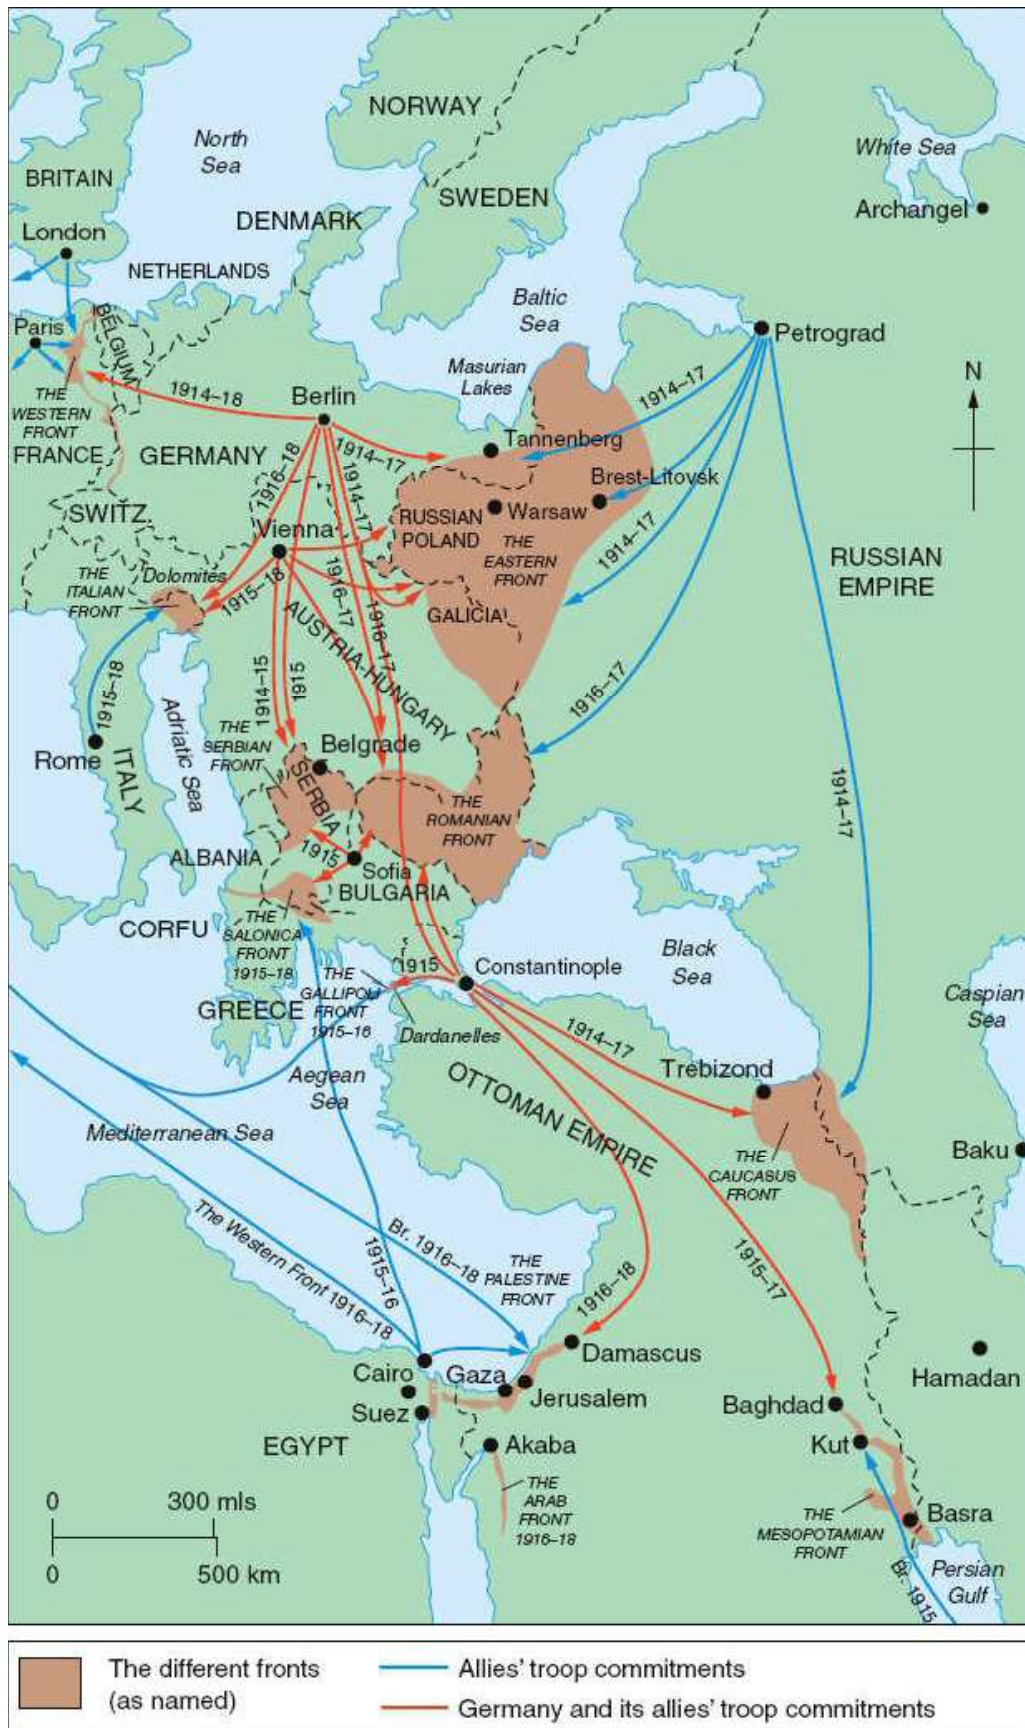 NORWAY
North
Sea
White Sea
BRITAIN
SWEDEN
Archangel
DENMARK
London
NETHERLANDS
Baltic
Sea
Paris
BELGIUM
Petrograd
Masurian
Lakes
N
1914–18
Berlin
1914–17
THE
WESTERN
FRONT
FRANCE
GERMANY
1916–18
1914–17
1914–17
Tannenberg
Brest-Litovsk
SWITZ.
Vienna
RUSSIAN
POLAND
Warsaw
THE
EASTERN
FRONT
1914–17
RUSSIAN
EMPIRE
THE
ITALIAN
FRONT
Dolomites
1915–18
1916–17
1916–17
GALICIA
AUSTRIA-HUNGARY
1915–18
1914–15
1915
1916–17
Adriatic Sea
THE
SERBIAN
FRONT
Belgrade
Rome
ITALY
SERBIA
THE
ROMANIAN
FRONT
1914–17
ALBANIA
1915
Sofia
BULGARIA
CORFU
THE
SALONICA
FRONT
1915–18
Black
Sea
THE
GALLIPOLI
FRONT
1915–16
1915
Constantinople
Caspian
Sea
GREECE
Dardanelles
1914–17
Aegean
Sea
OTTOMAN EMPIRE
Trebizond
Mediterranean Sea
THE
CAUCASUS
FRONT
Baku
The Western Front 1916–18
1915–16
Br. 1916–18
THE
PALESTINE
FRONT
1916–18
1915–17
Damascus
Cairo
Gaza
Jerusalem
Hamadan
Suez
Baghdad
EGYPT
Akaba
Kut
THE
ARAB
FRONT
1916–18
THE
MESOPOTAMIAN
FRONT
Basra
Br. 1915
Persian
Gulf
0 300 mls
0 500 km
The different fronts
(as named)
Allies’ troop commitments
Germany and its allies’ troop commitments